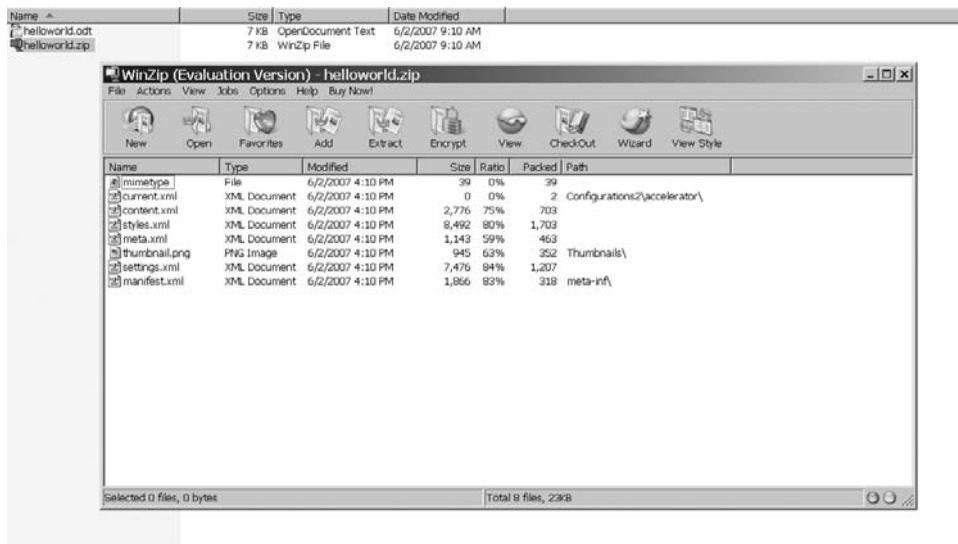 Name Size Type Date Modified
helloworld.odt 7 KB OpenDocument Text 6/2/2007 9:10 AM
helloworld.zip 7 KB WinZip File 6/2/2007 9:10 AM
WinZip (Evaluation Version) - helloworld.zip
File Actions View Jobs Options Help Buy Now!
New Open Favorites Add Extract Encrypt View CheckOut Wizard View Style
Name Type Modified Size Ratio Packed Path
mimetype File 6/2/2007 4:10 PM 39 0% 39
current.xml XML Document 6/2/2007 4:10 PM 0 0% 2 Configurations2\accelerator\
content.xml XML Document 6/2/2007 4:10 PM 2,776 75% 703
styles.xml XML Document 6/2/2007 4:10 PM 8,492 80% 1,703
meta.xml XML Document 6/2/2007 4:10 PM 1,143 59% 463
thumbnail.png PNG Image 6/2/2007 4:10 PM 945 63% 352 Thumbnails\
settings.xml XML Document 6/2/2007 4:10 PM 7,476 84% 1,207
manifest.xml XML Document 6/2/2007 4:10 PM 1,866 83% 318 meta-inf\
Selected 0 files, 0 bytes Total 8 files, 23KB